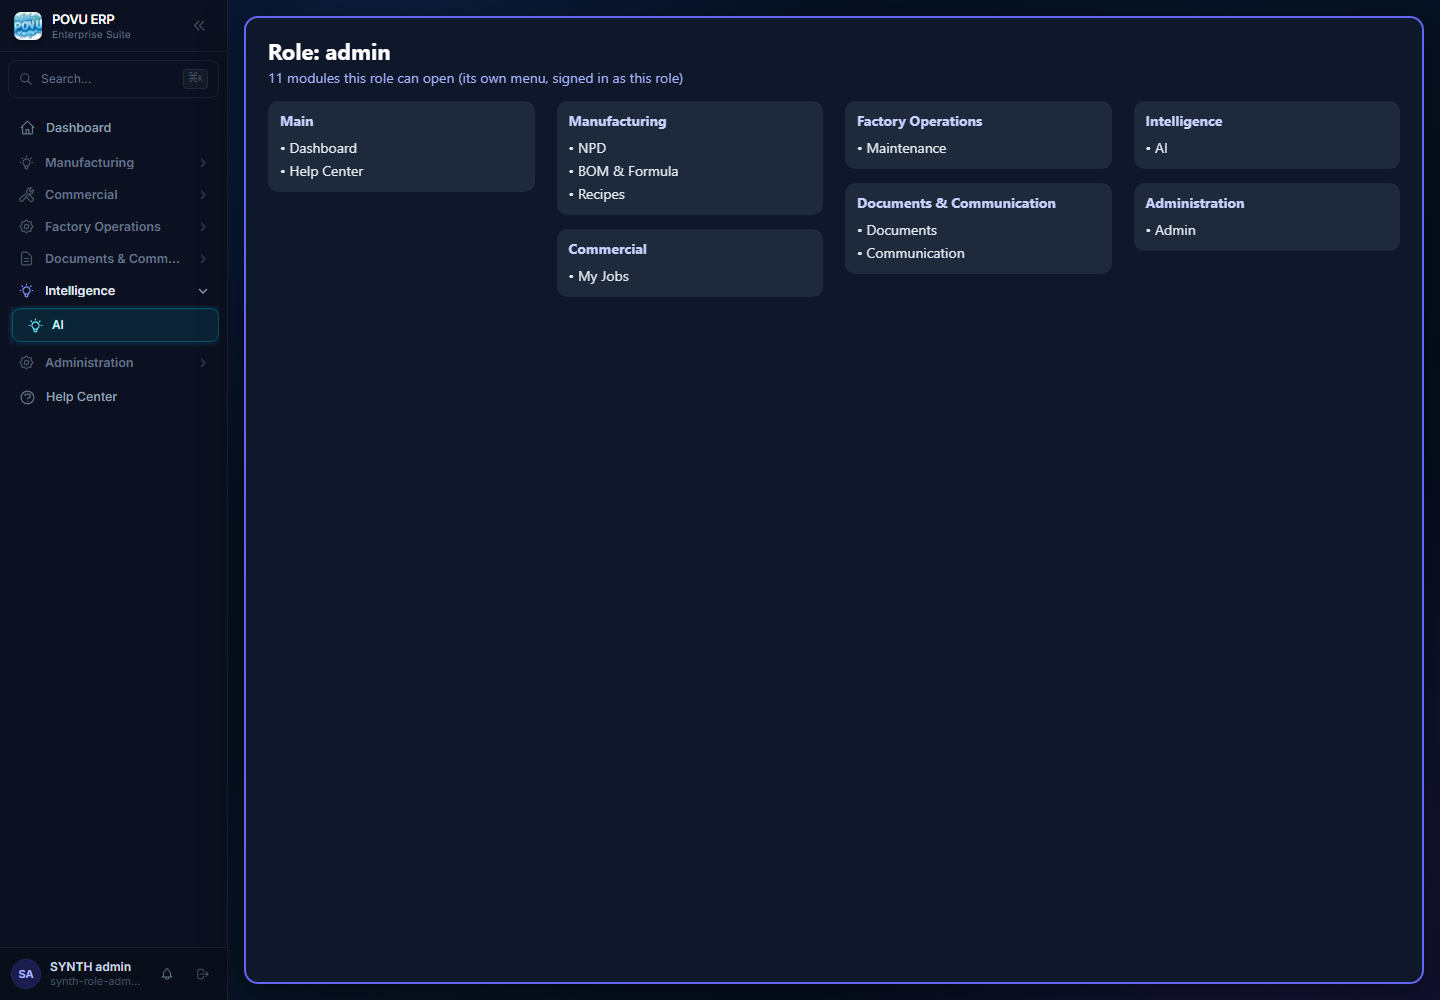 POVU ERP
Enterprise Suite
Search...
⌘K
Dashboard
Manufacturing
Commercial
Factory Operations
Documents & Comm...
Intelligence
AI
Administration
Help Center
SA
SYNTH admin
synth-role-adm...
Role: admin
11 modules this role can open (its own menu, signed in as this role)
Main
• Dashboard
• Help Center
Manufacturing
• NPD
• BOM & Formula
• Recipes
Commercial
• My Jobs
Factory Operations
• Maintenance
Documents & Communication
• Documents
• Communication
Intelligence
• AI
Administration
• Admin